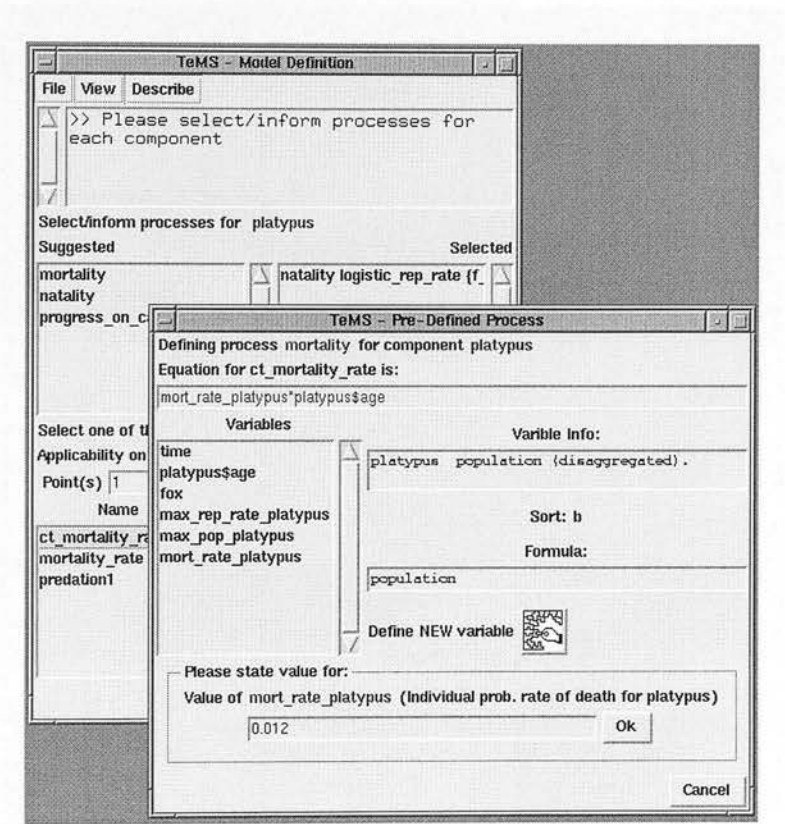 TeMS - Model Definition
File View Describe
>> Please select/inform processes for
each component
Select/inform processes for platypus
Suggested Selected
mortality
natality
progress_on_c
natality logistic_rep_rate {f_
Select one of t
Applicability on
Point(s) 1
Name
ct_mortality_ra
mortality_rate
predation1
TeMS - Pre-Defined Process
Defining process mortality for component platypus
Equation for ct_mortality_rate is:
mort_rate_platypus*platypus$age
Variables
time
platypus$age
fox
max_rep_rate_platypus
max_pop_platypus
mort_rate_platypus
Varible Info:
platypus population (disaggregated).
Sort: b
Formula:
population
Define NEW variable
Please state value for:
Value of mort_rate_platypus (Individual prob. rate of death for platypus)
0.012 Ok
Cancel